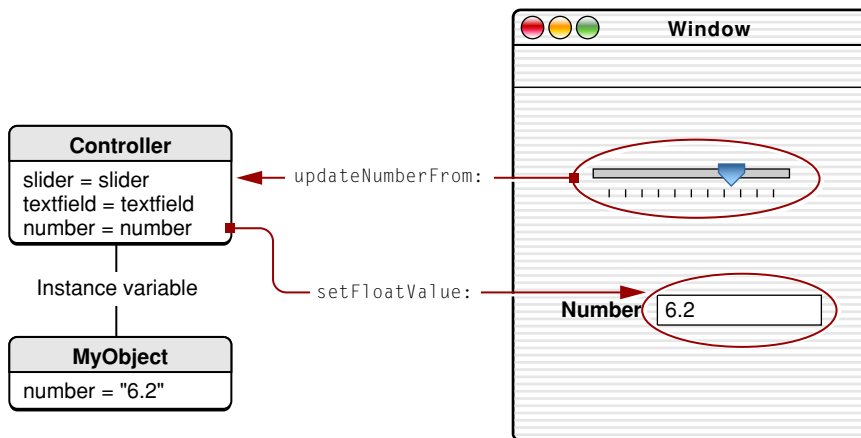 Window
Controller
slider = slider
textfield = textfield
number = number
updateNumberFrom:
Instance variable
setFloatValue:
Number
6.2
MyObject
number = "6.2"